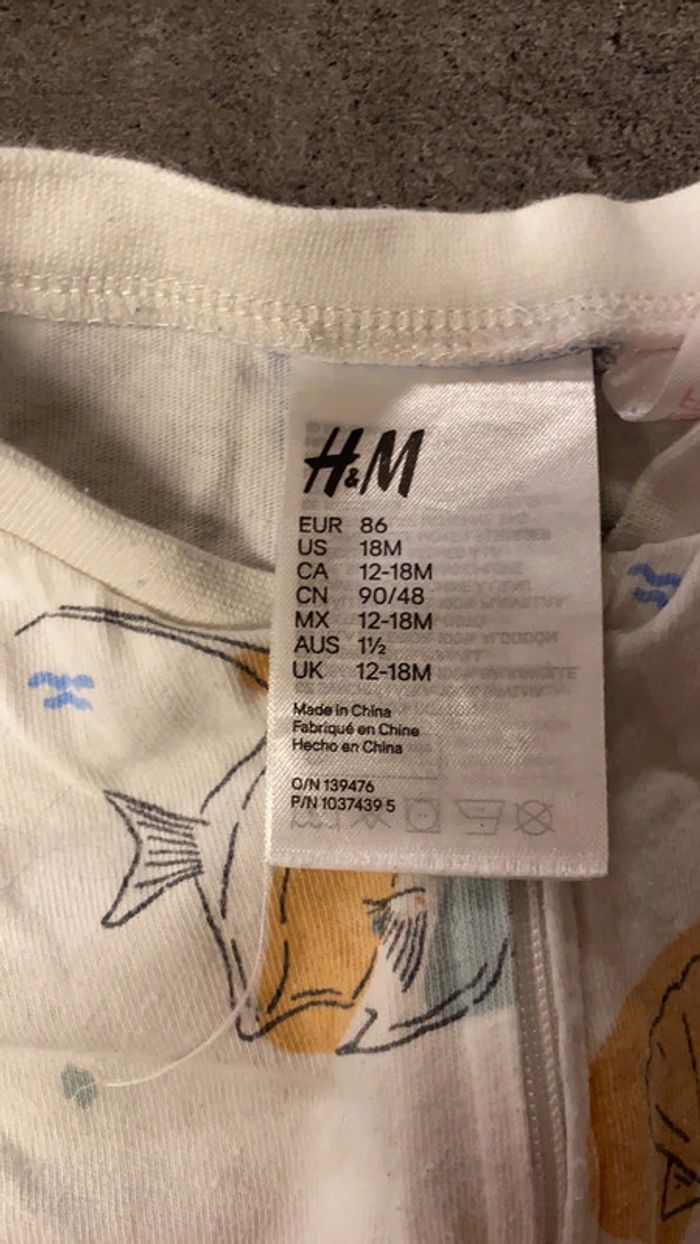 H&M
EUR 86
US 18M
CA 12-18M
CN 90/48
MX 12-18M
AUS 1½
UK 12-18M
Made in China
Fabriqué en Chine
Hecho en China
O/N 139476
P/N 1037439 5